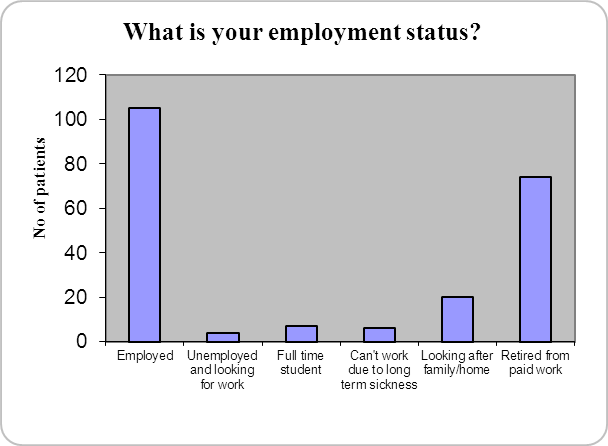 What is your employment status?
120
100
80
60
40
20
0
No of patients
Employed
Unemployed
and looking
for work
Full time
student
Can't work
due to long
term sickness
Looking after
family/home
Retired from
paid work